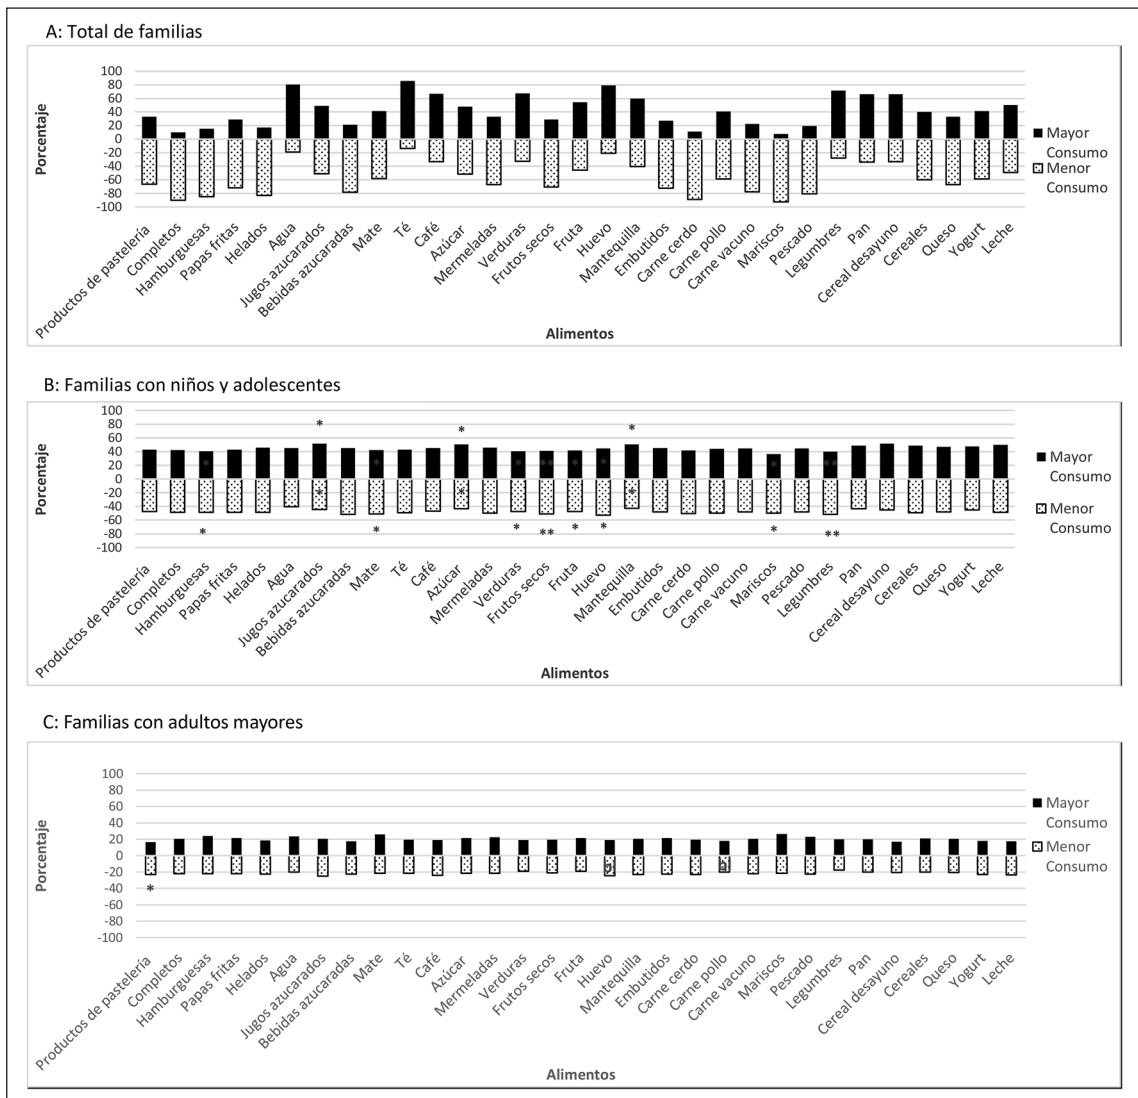 A: Total de familias
Porcentaje
100
80
60
40
20
0
-20
-40
-60
-80
-100
Mayor
Consumo
Menor
Consumo
Productos de pastelería
Completos
Hamburguesas
Papas fritas
Helados
Agua
Jugos azucarados
Bebidas azucaradas
Mate
Té
Café
Azúcar
Mermeladas
Verduras
Frutos secos
Fruta
Huevo
Mantequilla
Embutidos
Carne cerdo
Carne pollo
Carne vacuno
Mariscos
Pescado
Legumbres
Pan
Cereal desayuno
Cereales
Queso
Yogurt
Leche
Alimentos
B: Familias con niños y adolescentes
Porcentaje
100
80
60
40
20
0
-20
-40
-60
-80
-100
* * *
* * * ** * * * **
* * *
* * * ** * * * **
Mayor
Consumo
Menor
Consumo
Productos de pastelería
Completos
Hamburguesas
Papas fritas
Helados
Agua
Jugos azucarados
Bebidas azucaradas
Mate
Té
Café
Azúcar
Mermeladas
Verduras
Frutos secos
Fruta
Huevo
Mantequilla
Embutidos
Carne cerdo
Carne pollo
Carne vacuno
Mariscos
Pescado
Legumbres
Pan
Cereal desayuno
Cereales
Queso
Yogurt
Leche
Alimentos
C: Familias con adultos mayores
Porcentaje
100
80
60
40
20
0
-20
-40
-60
-80
-100
*
Mayor
Consumo
Menor
Consumo
Productos de pastelería
Completos
Hamburguesas
Papas fritas
Helados
Agua
Jugos azucarados
Bebidas azucaradas
Mate
Té
Café
Azúcar
Mermeladas
Verduras
Frutos secos
Fruta
Huevo
Mantequilla
Embutidos
Carne cerdo
Carne pollo
Carne vacuno
Mariscos
Pescado
Legumbres
Pan
Cereal desayuno
Cereales
Queso
Yogurt
Leche
Alimentos